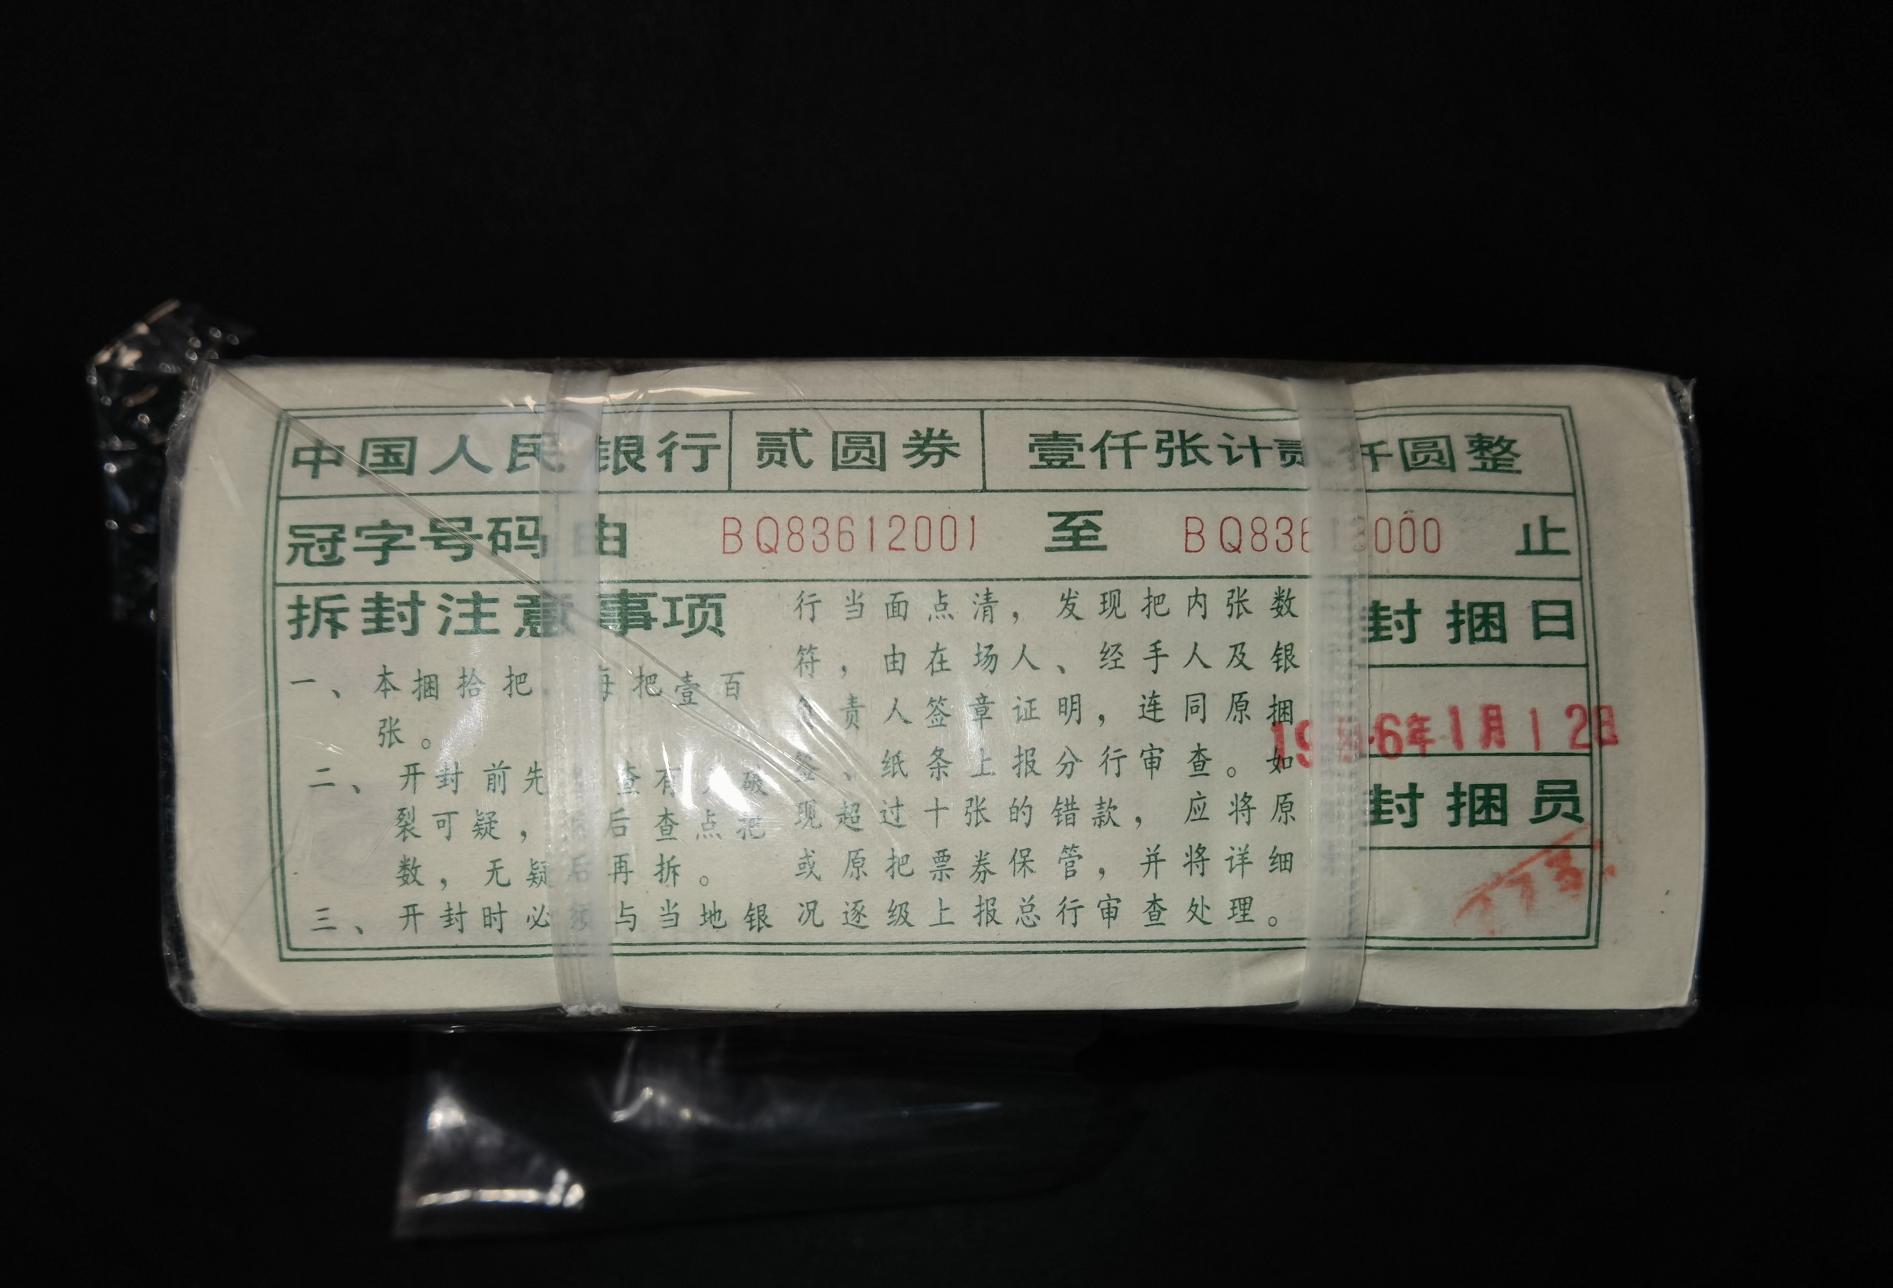 中国人民银行 贰圆券 壹仟张计贰仟圆整
冠字号码由 BQ83612001 至 BQ83613000 止
拆封注意事项
一、本捆拾把,每把壹百
张。
二、开封前先 查有 破
裂可疑, 后查点把
数,无疑后再拆。
三、开封时必须与当地银
行当面点清,发现把内张数
符,由在场人、经手人及银
责人签章证明,连同原捆
签、纸条上报分行审查。如
现超过十张的错款,应将原
或原把票券保管,并将详细
况逐级上报总行审查处理。
封捆日
19 6年1月12日
封捆员